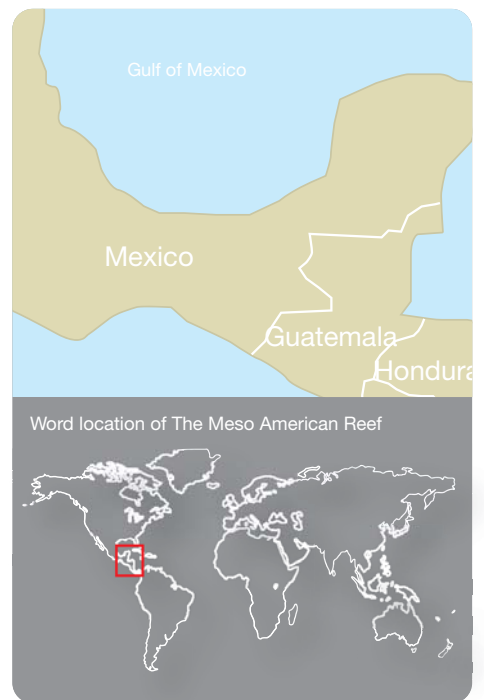 Gulf of Mexico
Mexico
Guatemala
Hondura
Word location of The Meso American Reef